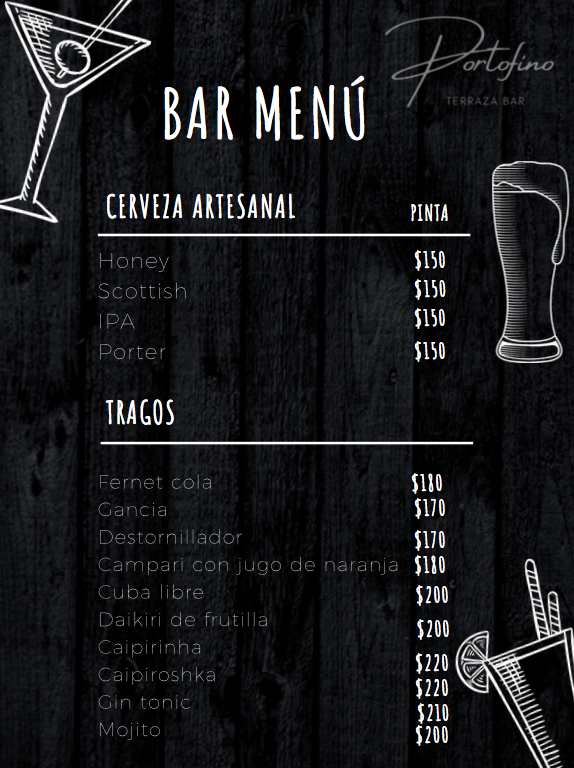 Portofino
TERRAZA BAR
BAR MENÚ
CERVEZA ARTESANAL PINTA
Honey $150
Scottish $150
IPA $150
Porter $150
TRAGOS
Fernet cola $180
Gancia $170
Destornillador $170
Campari con jugo de naranja $180
Cuba libre $200
Daikiri de frutilla $200
Caipirinha $220
Caipiroshka $220
Gin tonic $210
Mojito $200